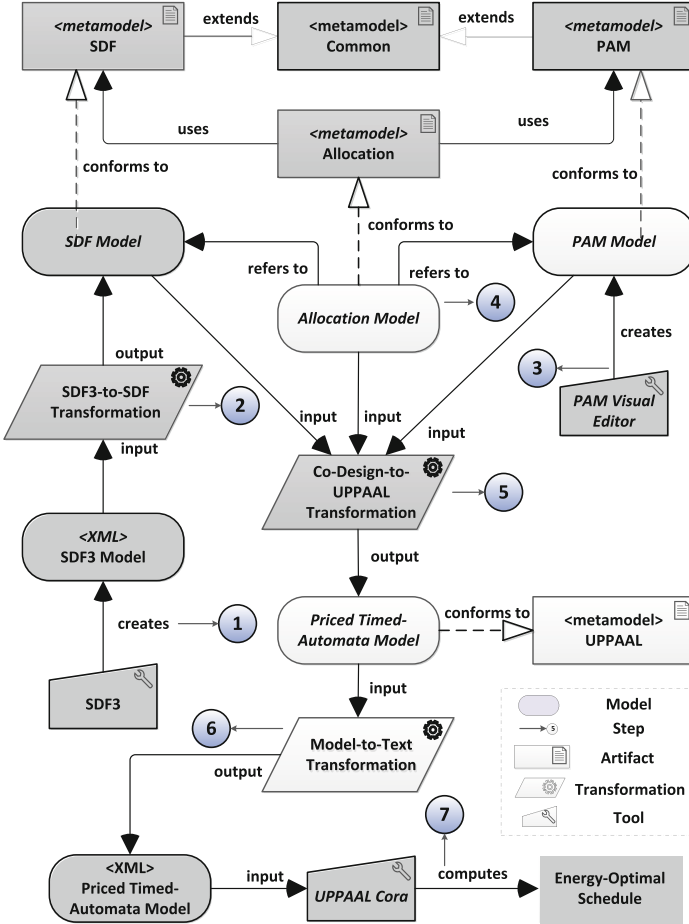 <metamodel>
SDF
extends
<metamodel>
Common
extends
<metamodel>
PAM
uses
<metamodel>
Allocation
uses
conforms to
conforms to
conforms to
SDF Model
PAM Model
refers to
refers to
Allocation Model
4
output
creates
3
SDF3-to-SDF
Transformation
2
PAM Visual
Editor
input
input
input
input
Co-Design-to-
UPPAAL
Transformation
5
<XML>
SDF3 Model
output
creates
1
Priced Timed-
Automata Model
conforms to
<metamodel>
UPPAAL
SDF3
input
6
Model-to-Text
Transformation
output
Model
5
Step
Artifact
Transformation
Tool
7
<XML>
Priced Timed-
Automata Model
input
UPPAAL Cora
computes
Energy-Optimal
Schedule